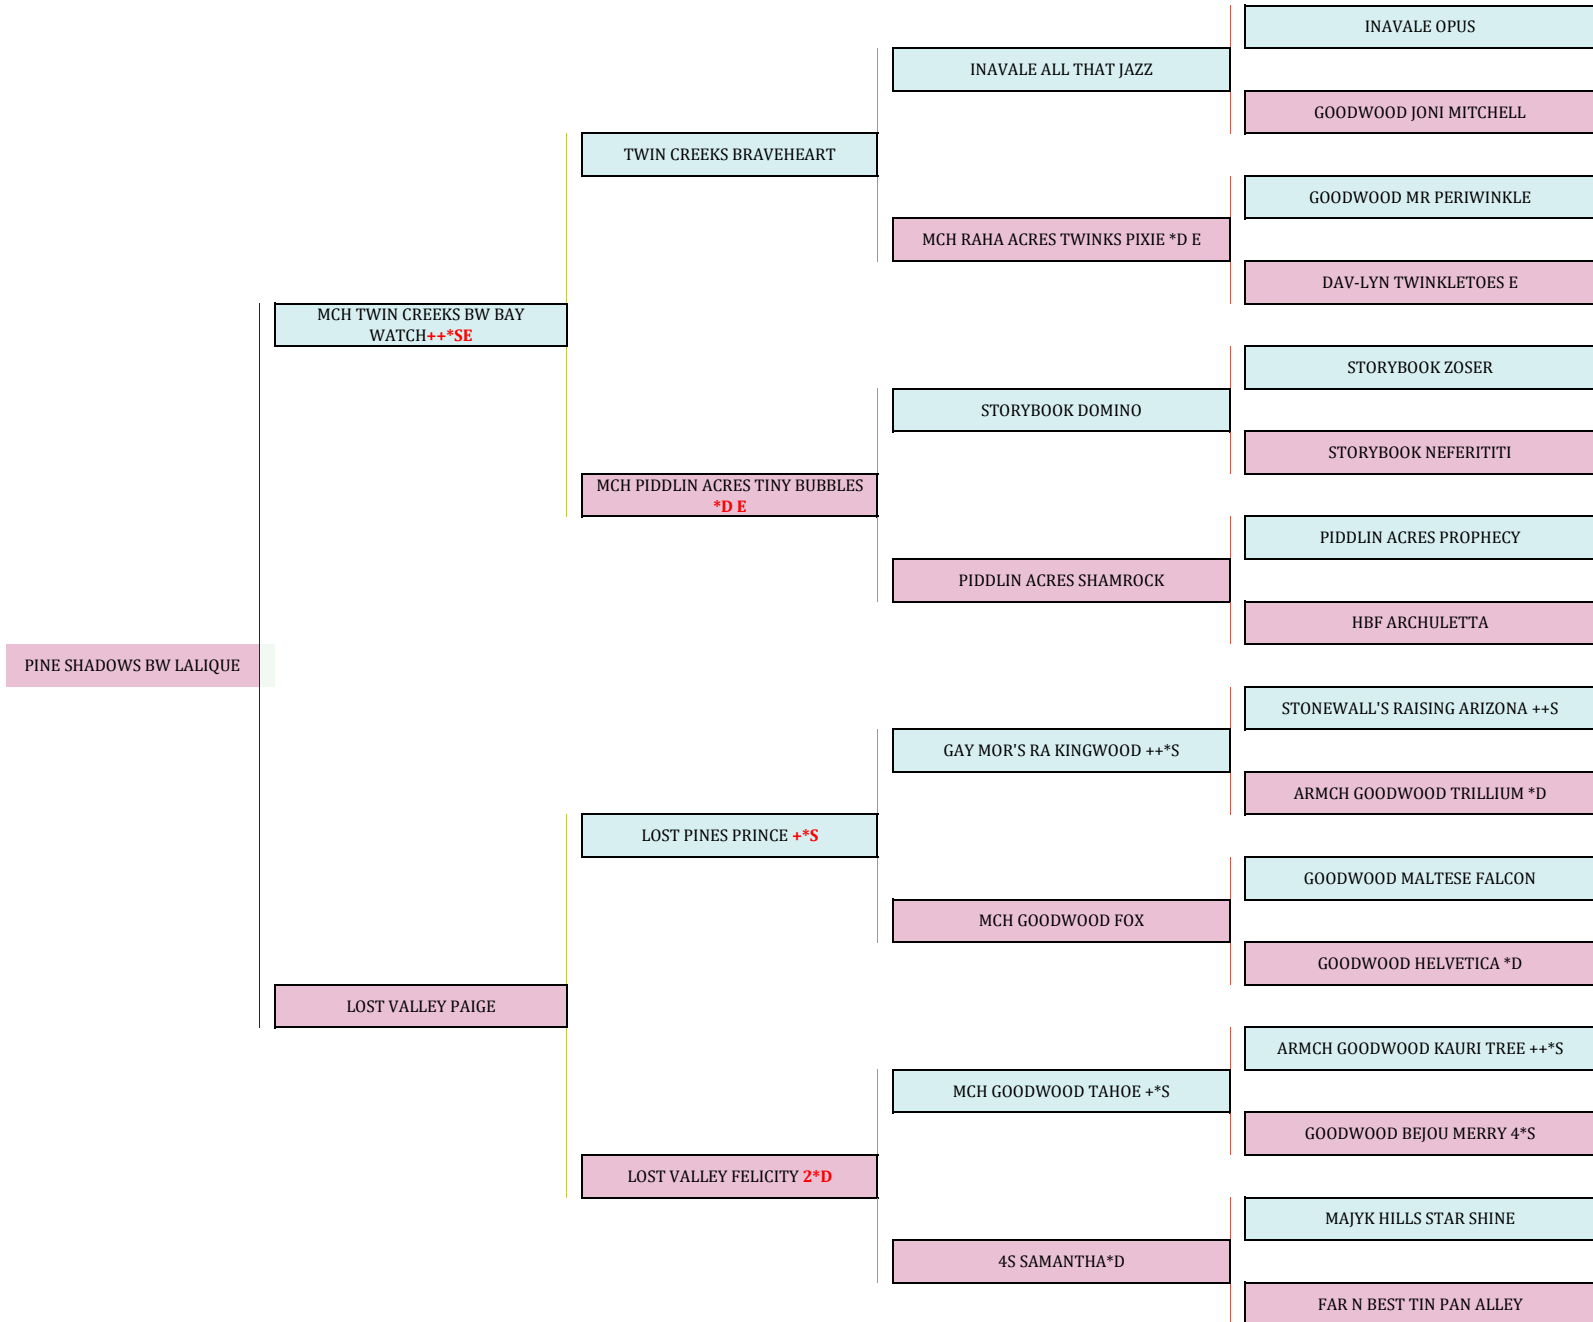 INAVALE OPUS
INAVALE ALL THAT JAZZ
GOODWOOD JONI MITCHELL
TWIN CREEKS BRAVEHEART
GOODWOOD MR PERIWINKLE
MCH RAHA ACRES TWINKS PIXIE *D E
DAV-LYN TWINKLETOES E
MCH TWIN CREEKS BW BAY
WATCH++*SE
STORYBOOK ZOSER
STORYBOOK DOMINO
STORYBOOK NEFERITITI
MCH PIDDLIN ACRES TINY BUBBLES
*D E
PIDDLIN ACRES PROPHECY
PIDDLIN ACRES SHAMROCK
HBF ARCHULETTA
PINE SHADOWS BW LALIQUE
STONEWALL'S RAISING ARIZONA ++S
GAY MOR'S RA KINGWOOD ++*S
ARMCH GOODWOOD TRILLIUM *D
LOST PINES PRINCE +*S
GOODWOOD MALTESE FALCON
MCH GOODWOOD FOX
GOODWOOD HELVETICA *D
LOST VALLEY PAIGE
ARMCH GOODWOOD KAURI TREE ++*S
MCH GOODWOOD TAHOE +*S
GOODWOOD BEJOU MERRY 4*S
LOST VALLEY FELICITY 2*D
MAJYK HILLS STAR SHINE
4S SAMANTHA*D
FAR N BEST TIN PAN ALLEY